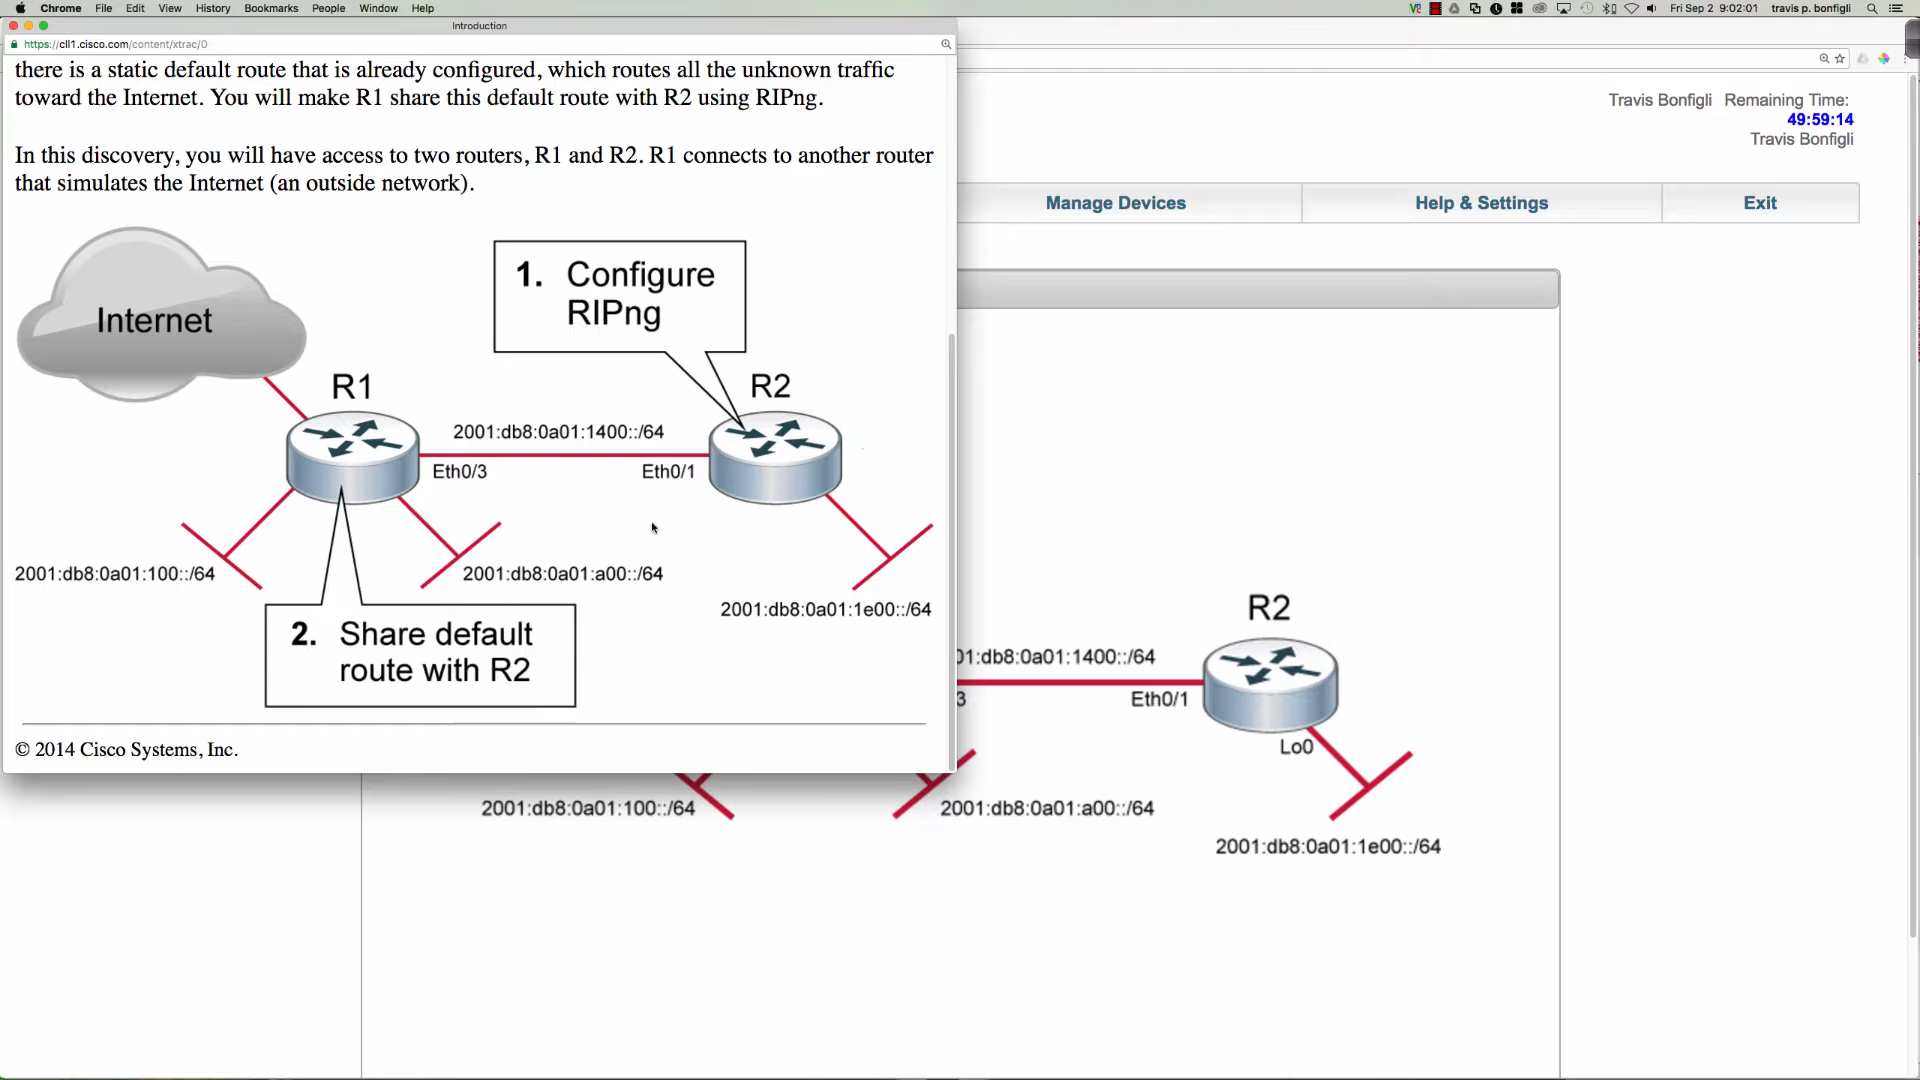 Chrome File Edit View History Bookmarks People Window Help
Fri Sep 2 9:02:01 travis p. bonfigli
Introduction
https://cll1.cisco.com/content/xtrac/0
there is a static default route that is already configured, which routes all the unknown traffic
toward the Internet. You will make R1 share this default route with R2 using RIPng.
In this discovery, you will have access to two routers, R1 and R2. R1 connects to another router
that simulates the Internet (an outside network).
Internet
1. Configure
RIPng
R1
R2
2001:db8:0a01:1400::/64
Eth0/3
Eth0/1
2001:db8:0a01:100::/64
2001:db8:0a01:a00::/64
2001:db8:0a01:1e00::/64
2. Share default
route with R2
© 2014 Cisco Systems, Inc.
Travis Bonfigli Remaining Time:
49:59:14
Travis Bonfigli
Manage Devices
Help & Settings
Exit
R2
01:db8:0a01:1400::/64
3
Eth0/1
Lo0
2001:db8:0a01:100::/64
2001:db8:0a01:a00::/64
2001:db8:0a01:1e00::/64